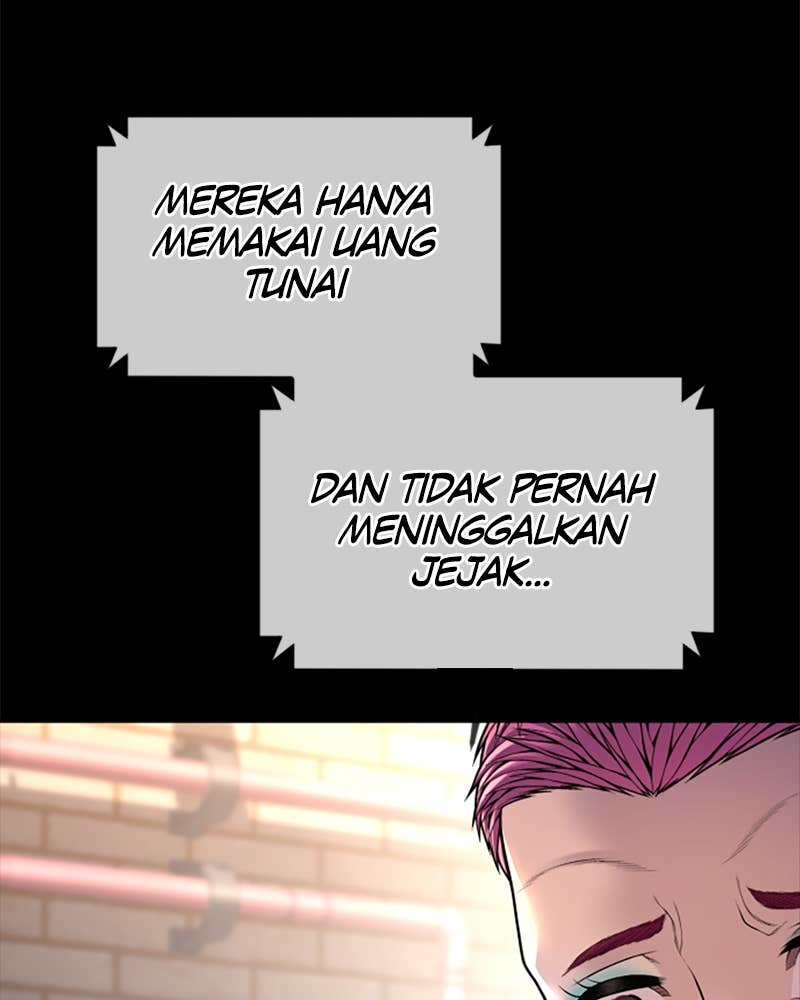 MEREKA HANYA
MEMAKAI UANG
TUNAI
DAN TIDAK PERNAH
MENINGGALKAN
JEJAK...